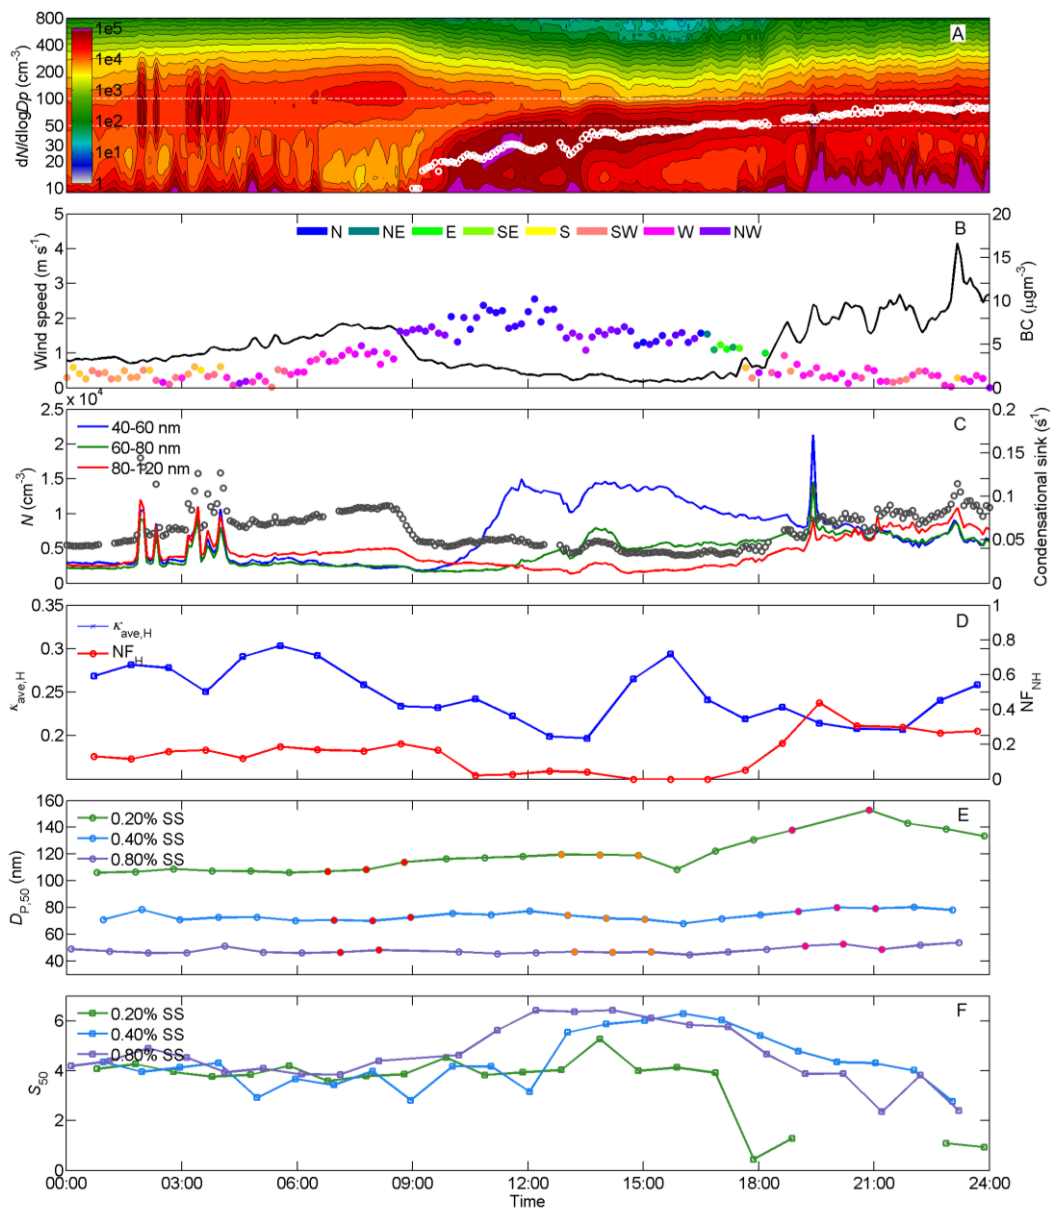 A
dN/dlogDp (cm-3)
800
400
200
100
50
30
20
10
1e5
1e4
1e3
1e2
1e1
1
B
Wind speed (m s-1)
5
4
3
2
1
0
N NE E SE S SW W NW
20
15
10
5
0
BC (µgm-3)
x 10^4
C
N (cm-3)
2.5
2
1.5
1
0.5
0
40-60 nm
60-80 nm
80-120 nm
0.2
0.15
0.1
0.05
0
Condensational sink (s-1)
D
κave,H
0.35
0.3
0.25
0.2
κave,H
NFH
1
0.8
0.6
0.4
0.2
0
NFNH
E
DP,50 (nm)
160
140
120
100
80
60
40
0.20% SS
0.40% SS
0.80% SS
F
S50
6
4
2
0
0.20% SS
0.40% SS
0.80% SS
00:00 03:00 06:00 09:00 12:00 15:00 18:00 21:00 24:00
Time